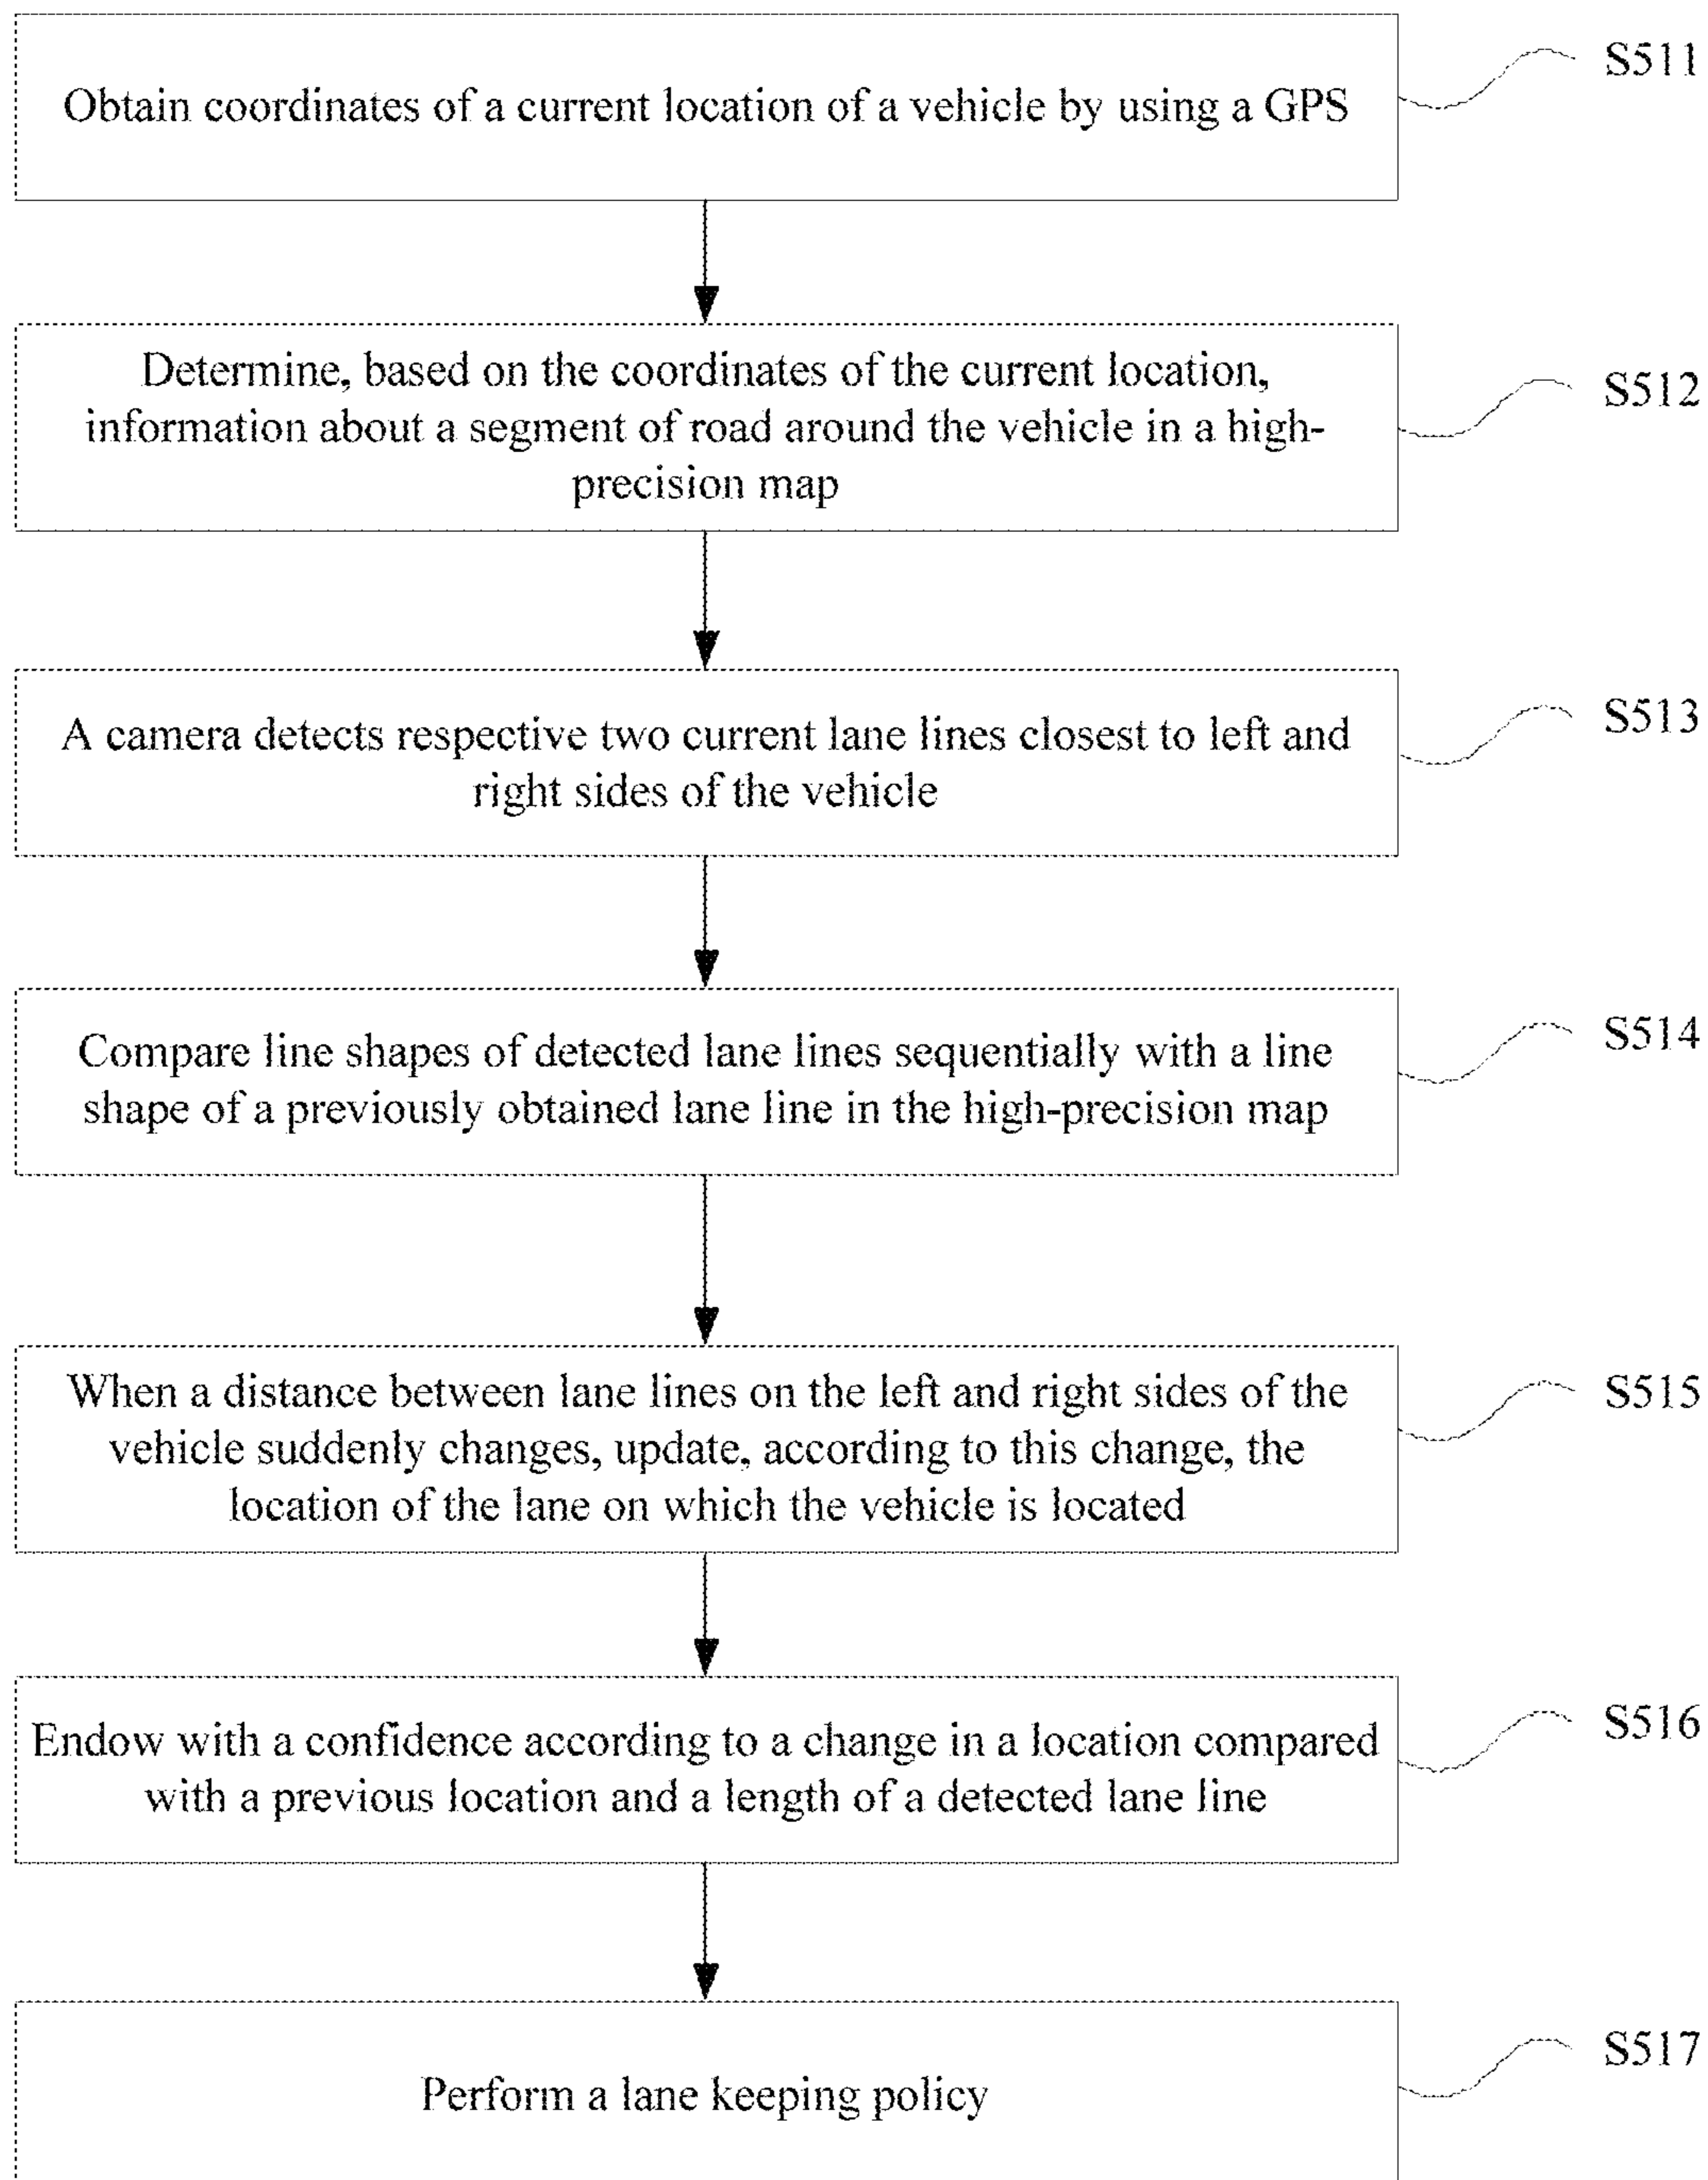 Obtain coordinates of a current location of a vehicle by using a GPS
S511
Determine, based on the coordinates of the current location,
information about a segment of road around the vehicle in a high-
precision map
S512
A camera detects respective two current lane lines closest to left and
right sides of the vehicle
S513
Compare line shapes of detected lane lines sequentially with a line
shape of a previously obtained lane line in the high-precision map
S514
When a distance between lane lines on the left and right sides of the
vehicle suddenly changes, update, according to this change, the
location of the lane on which the vehicle is located
S515
Endow with a confidence according to a change in a location compared
with a previous location and a length of a detected lane line
S516
Perform a lane keeping policy
S517